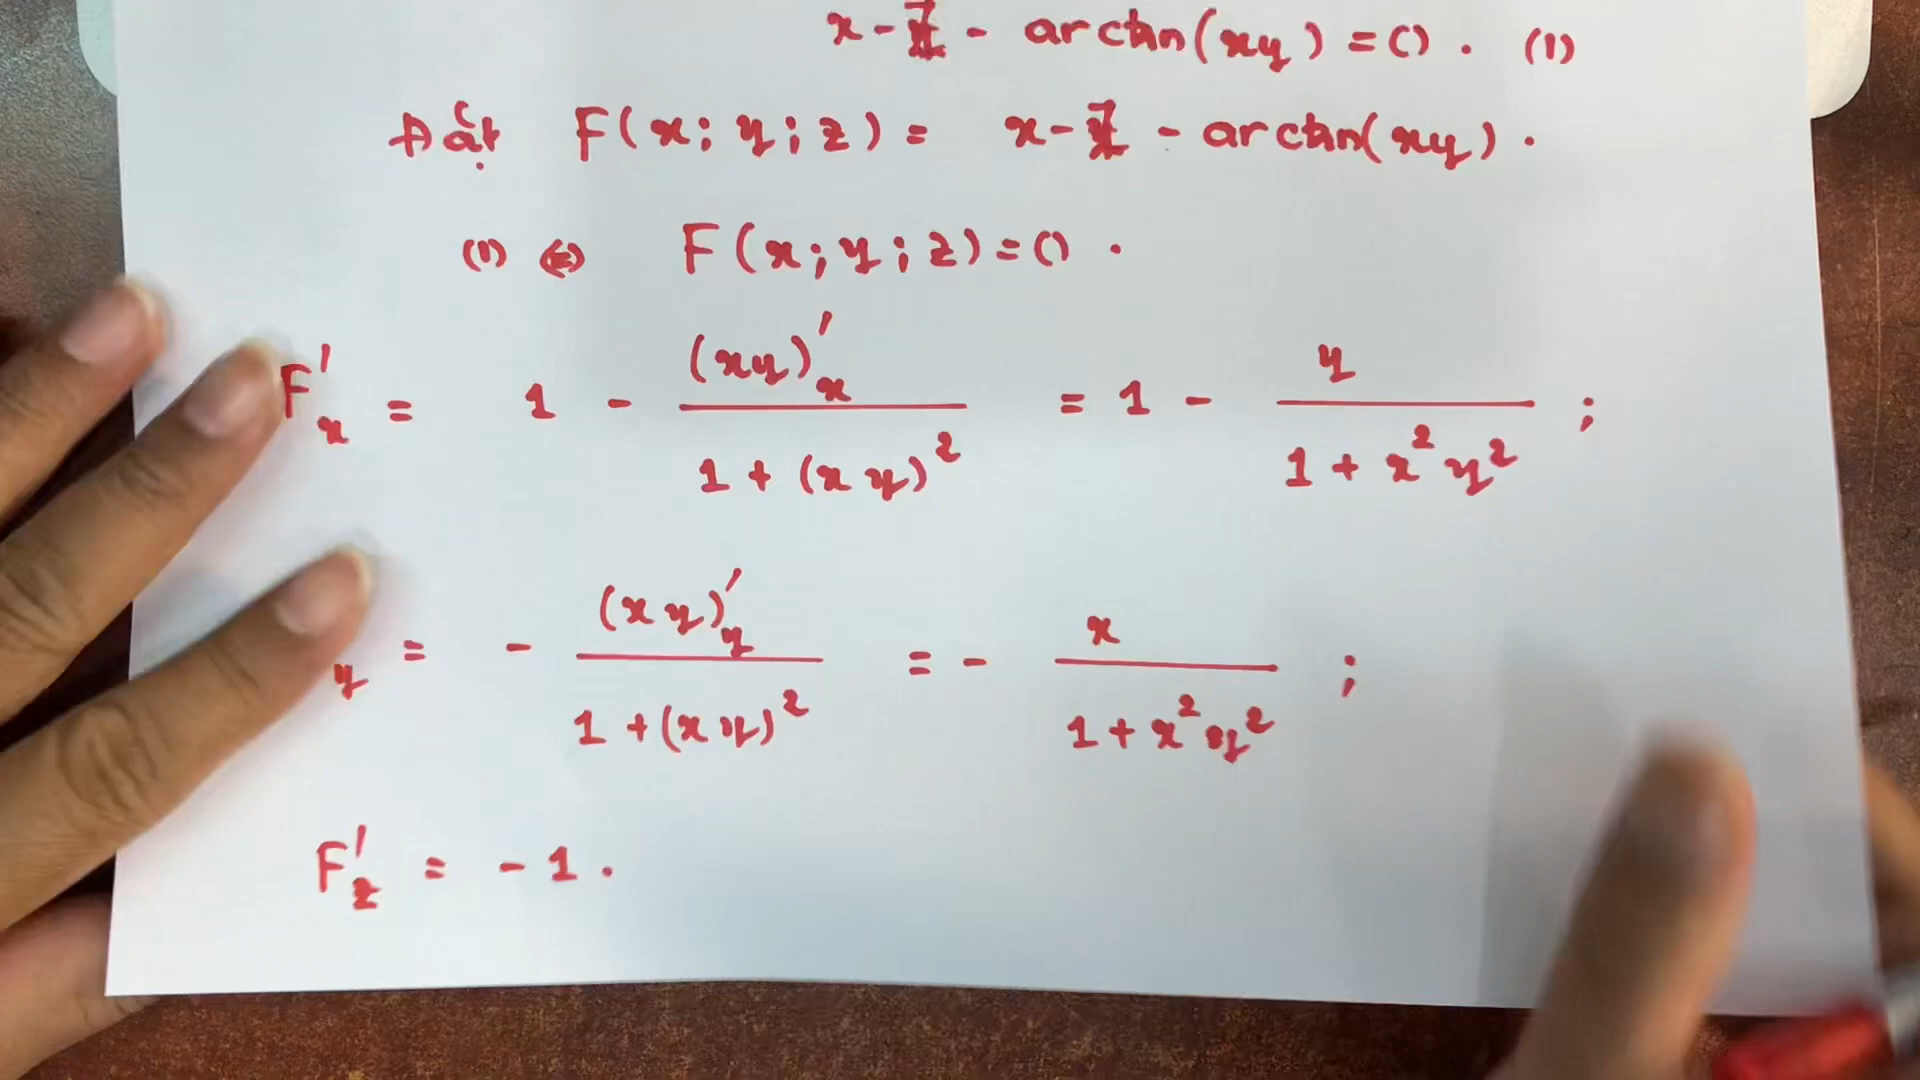 x - z - arctan(xy) = 0 . (1)
Đặt F(x; y; z) = x - z - arctan(xy) .
(1) ⇔ F(x; y; z) = 0 .
F'x = 1 - (xy)'x / (1 + (xy)²) = 1 - y / (1 + x²y²) ;
y = - (xy)'y / (1 + (xy)²) = - x / (1 + x²y²) ;
F'z = -1 .